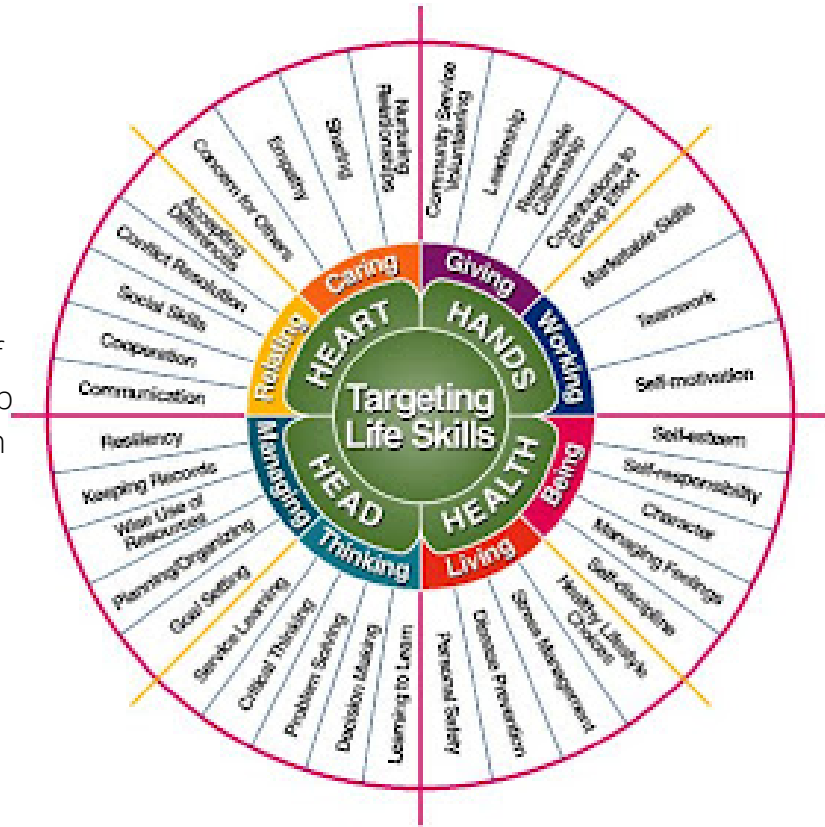 Targeting
Life Skills
HEART
HANDS
HEALTH
HEAD
Caring
Giving
Working
Being
Living
Thinking
Managing
Relating
Community Service
Volunteering
Leadership
Responsible
Citizenship
Contributions to
Group Effort
Marketable Skills
Teamwork
Self-motivation
Self-esteem
Self-responsibility
Character
Managing Feelings
Self-discipline
Healthy Lifestyle
Choices
Stress Management
Disease Prevention
Personal Safety
Learning to Learn
Decision Making
Problem Solving
Critical Thinking
Service Learning
Goal Setting
Planning/Organizing
Wise Use of
Resources
Keeping Records
Resiliency
Communication
Cooperation
Social Skills
Conflict Resolution
Accepting
Differences
Concern for Others
Empathy
Sharing
Nurturing
Relationships